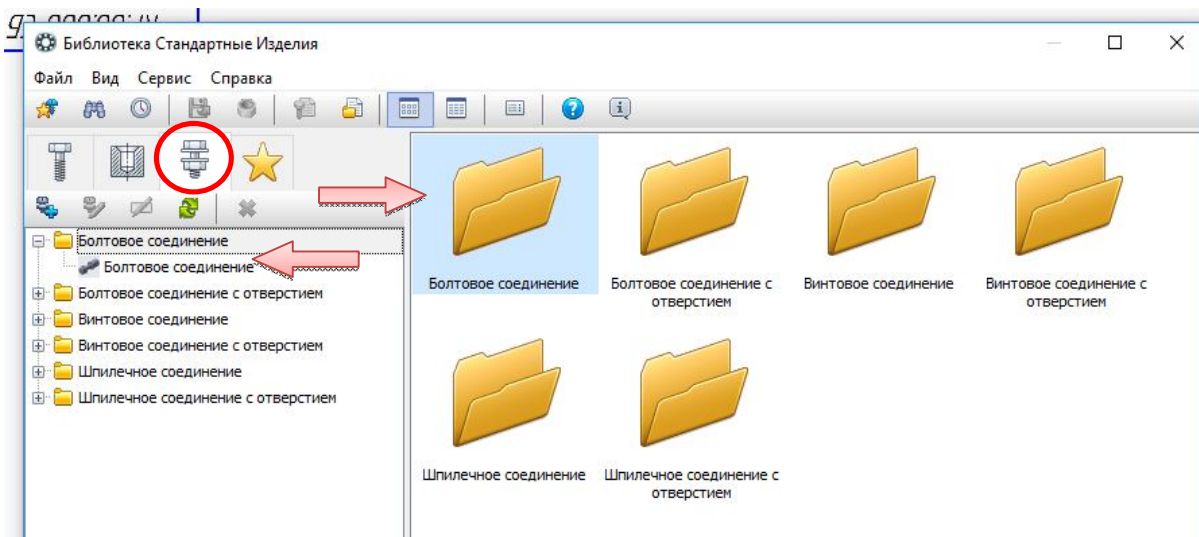 Библиотека Стандартные Изделия
Файл Вид Сервис Справка
Болтовое соединение
Болтовое соединение
Болтовое соединение с отверстием
Винтовое соединение
Винтовое соединение с отверстием
Шпилечное соединение
Шпилечное соединение с отверстием
Болтовое соединение
Болтовое соединение с
отверстием
Винтовое соединение
Винтовое соединение с
отверстием
Шпилечное соединение
Шпилечное соединение с
отверстием